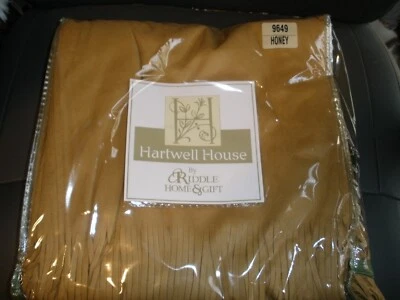 9649
HONEY
H
Hartwell House
By
RIDDLE
HOME & GIFT